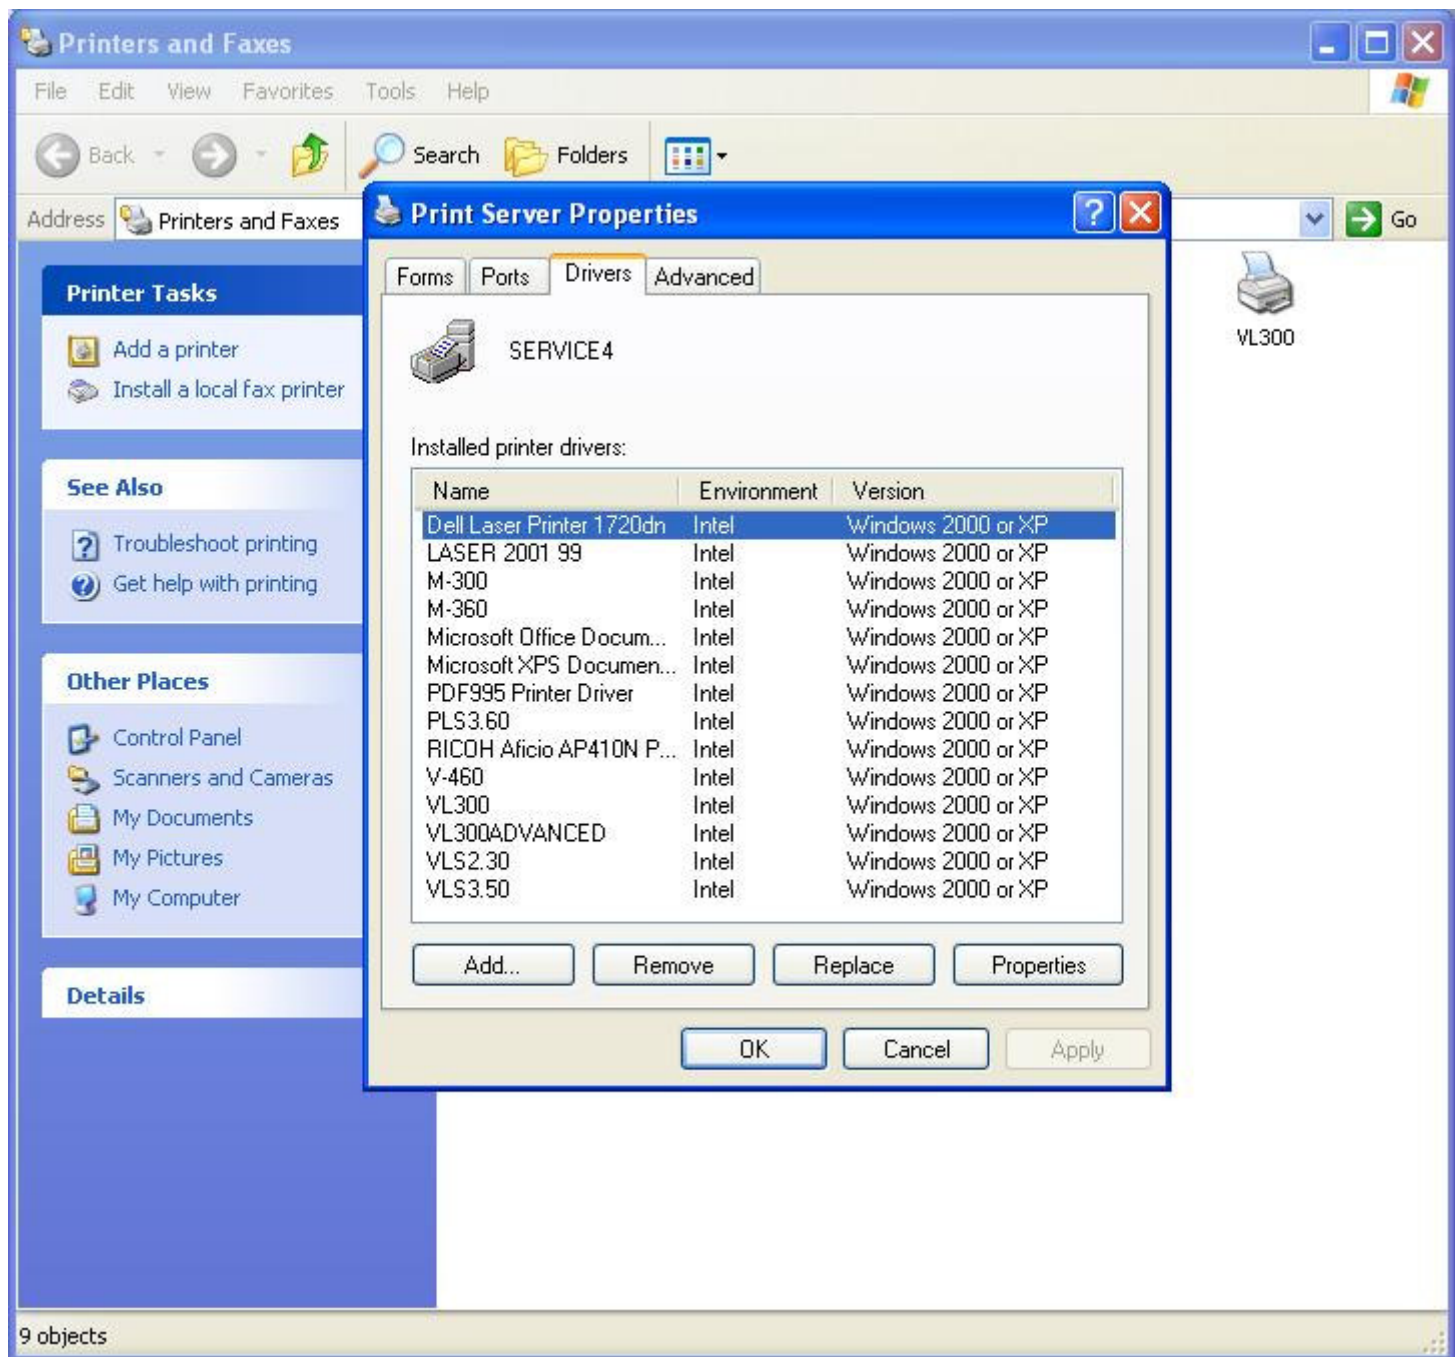 Printers and Faxes
File Edit View Favorites Tools Help
Back Search Folders
Address Printers and Faxes Go
Printer Tasks
Add a printer
Install a local fax printer
See Also
Troubleshoot printing
Get help with printing
Other Places
Control Panel
Scanners and Cameras
My Documents
My Pictures
My Computer
Details
VL300
Print Server Properties
Forms Ports Drivers Advanced
SERVICE4
Installed printer drivers:
Name Environment Version
Dell Laser Printer 1720dn Intel Windows 2000 or XP
LASER 2001 99 Intel Windows 2000 or XP
M-300 Intel Windows 2000 or XP
M-360 Intel Windows 2000 or XP
Microsoft Office Docum... Intel Windows 2000 or XP
Microsoft XPS Documen... Intel Windows 2000 or XP
PDF995 Printer Driver Intel Windows 2000 or XP
PLS3.60 Intel Windows 2000 or XP
RICOH Aficio AP410N P... Intel Windows 2000 or XP
V-460 Intel Windows 2000 or XP
VL300 Intel Windows 2000 or XP
VL300ADVANCED Intel Windows 2000 or XP
VLS2.30 Intel Windows 2000 or XP
VLS3.50 Intel Windows 2000 or XP
Add... Remove Replace Properties
OK Cancel Apply
9 objects